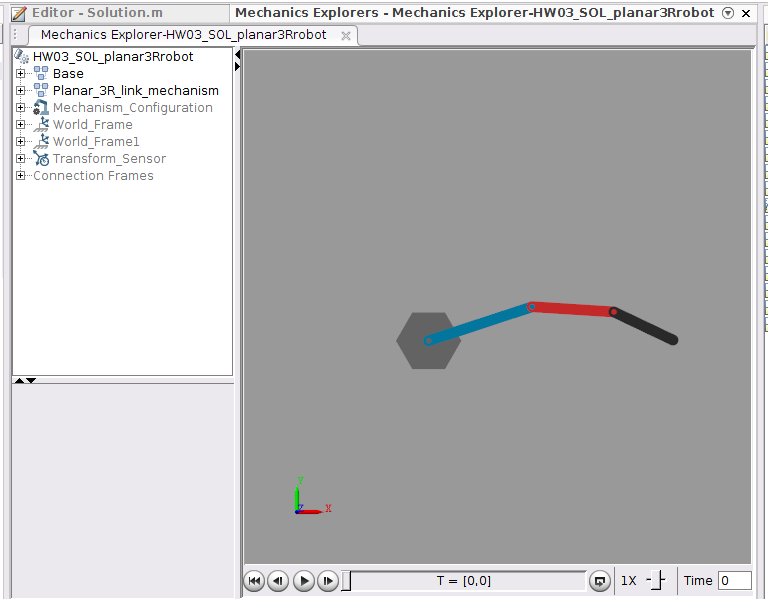 Editor - Solution.m
Mechanics Explorers - Mechanics Explorer-HW03_SOL_planar3Rrobot
Mechanics Explorer-HW03_SOL_planar3Rrobot
HW03_SOL_planar3Rrobot
Base
Planar_3R_link_mechanism
Mechanism_Configuration
World_Frame
World_Frame1
Transform_Sensor
Connection Frames
Y
Z
X
T = [0,0]
1X
Time
0